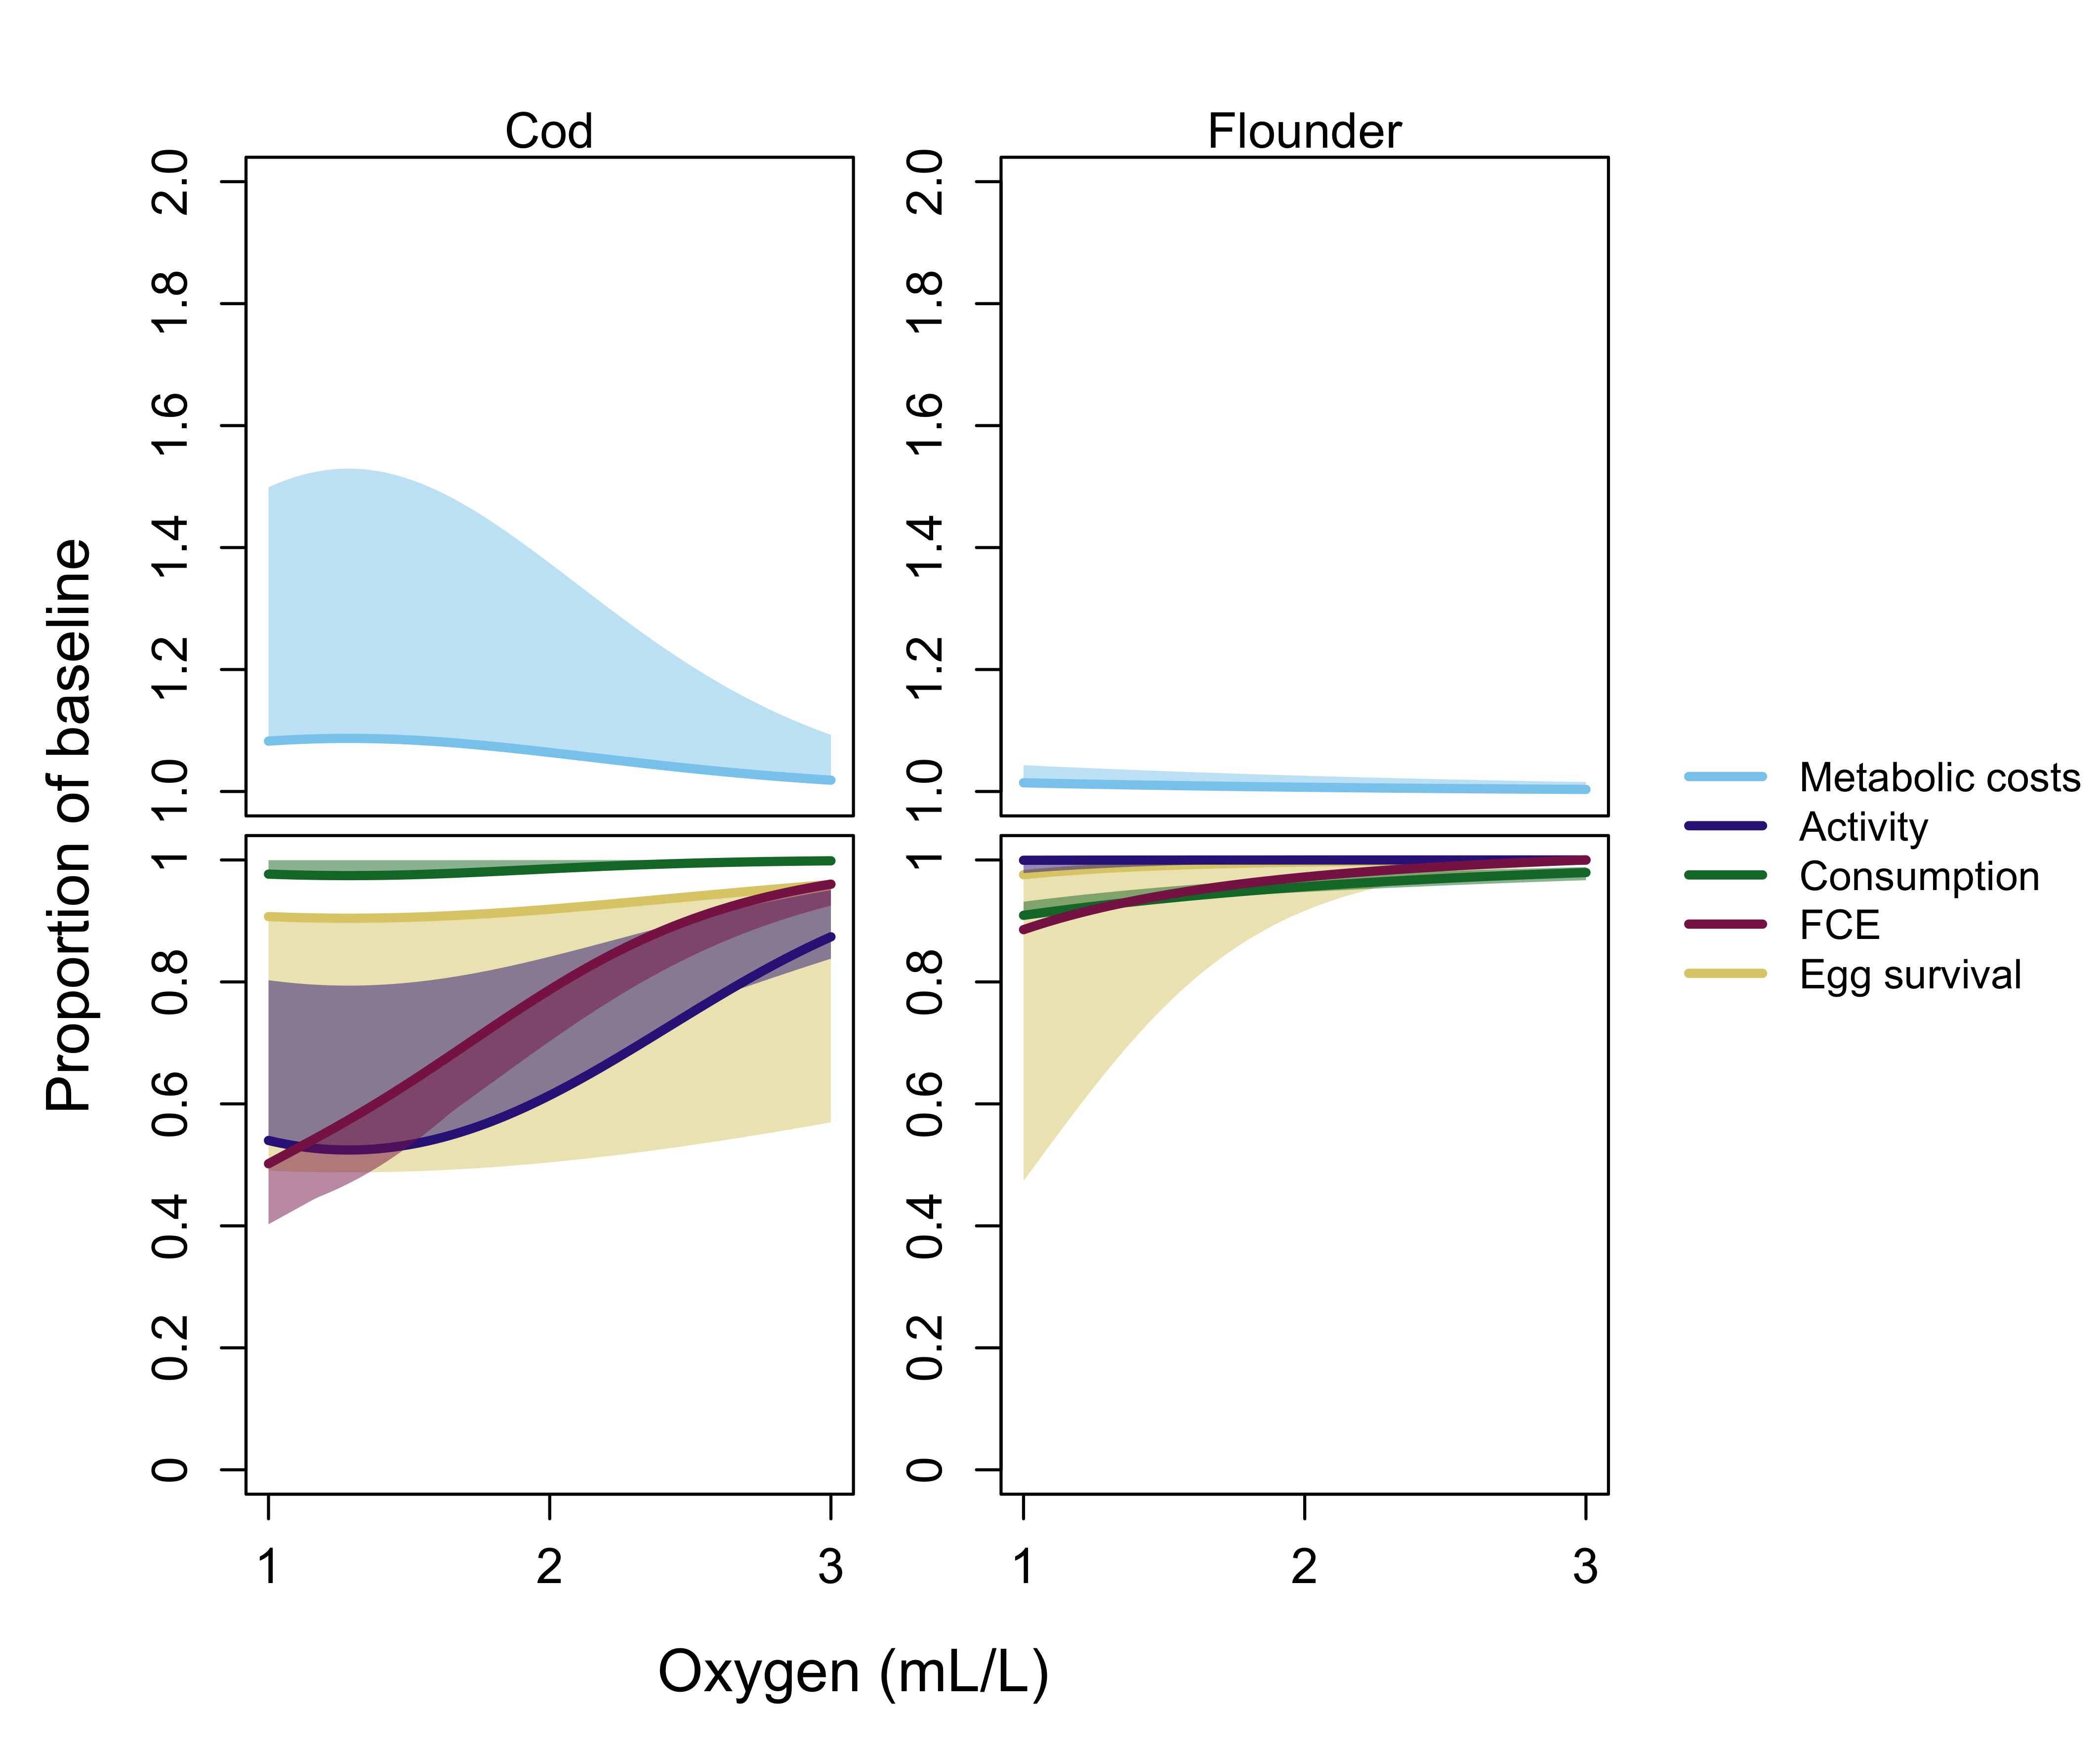 Cod
Flounder
Proportion of baseline
2.0
1.8
1.6
1.4
1.2
1.0
2.0
1.8
1.6
1.4
1.2
1.0
1
0.8
0.6
0.4
0.2
0
1
0.8
0.6
0.4
0.2
0
1 2 3
1 2 3
Oxygen (mL/L)
Metabolic costs
Activity
Consumption
FCE
Egg survival